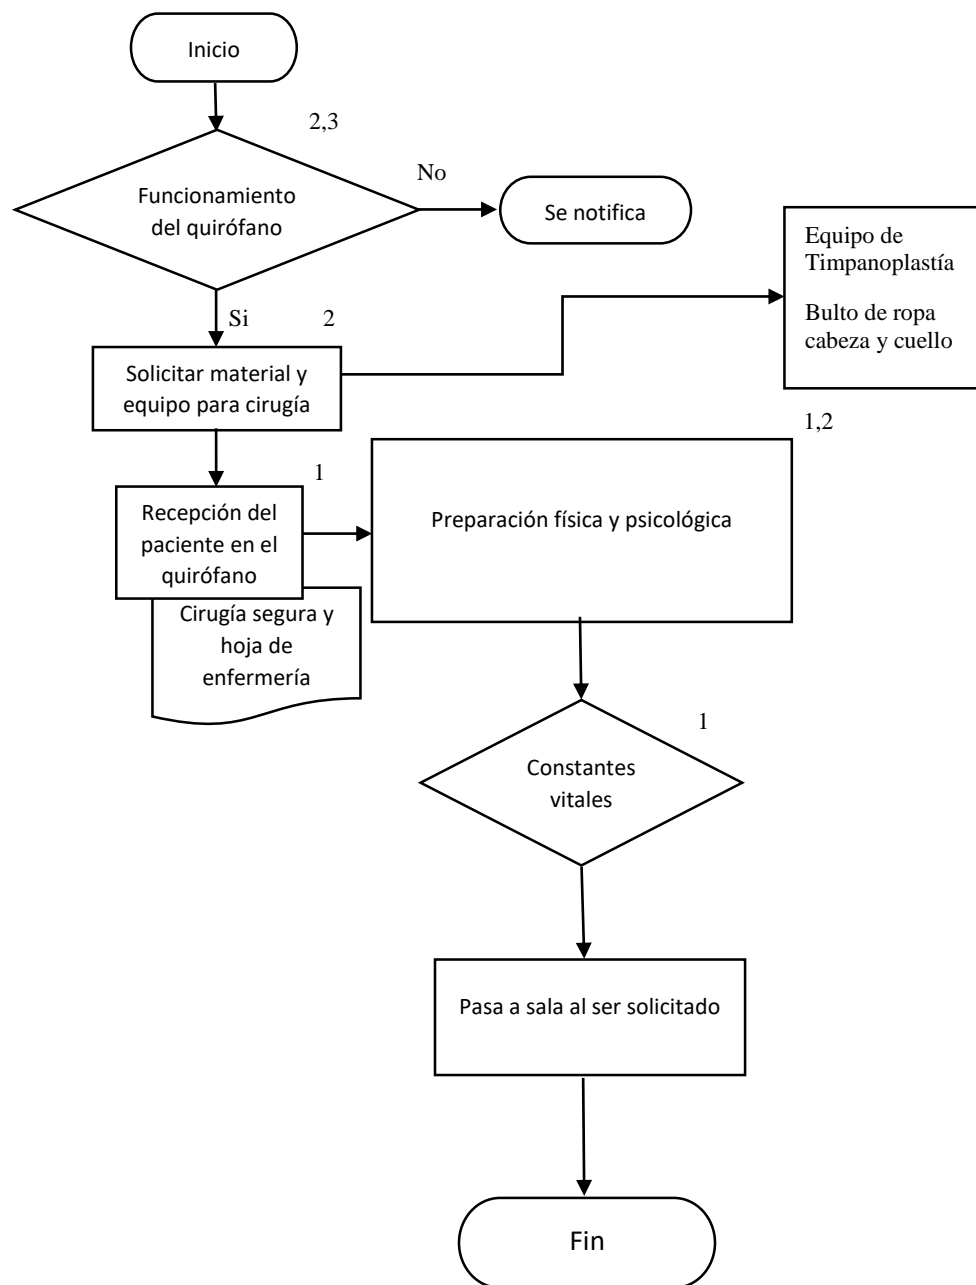 Inicio
2,3
Funcionamiento
del quirófano
No
Se notifica
Equipo de
Timpanoplastía
Bulto de ropa
cabeza y cuello
Si
2
Solicitar material y
equipo para cirugía
1,2
1
Recepción del
paciente en el
quirófano
Preparación física y psicológica
Cirugía segura y
hoja de
enfermería
1
Constantes
vitales
Pasa a sala al ser solicitado
Fin